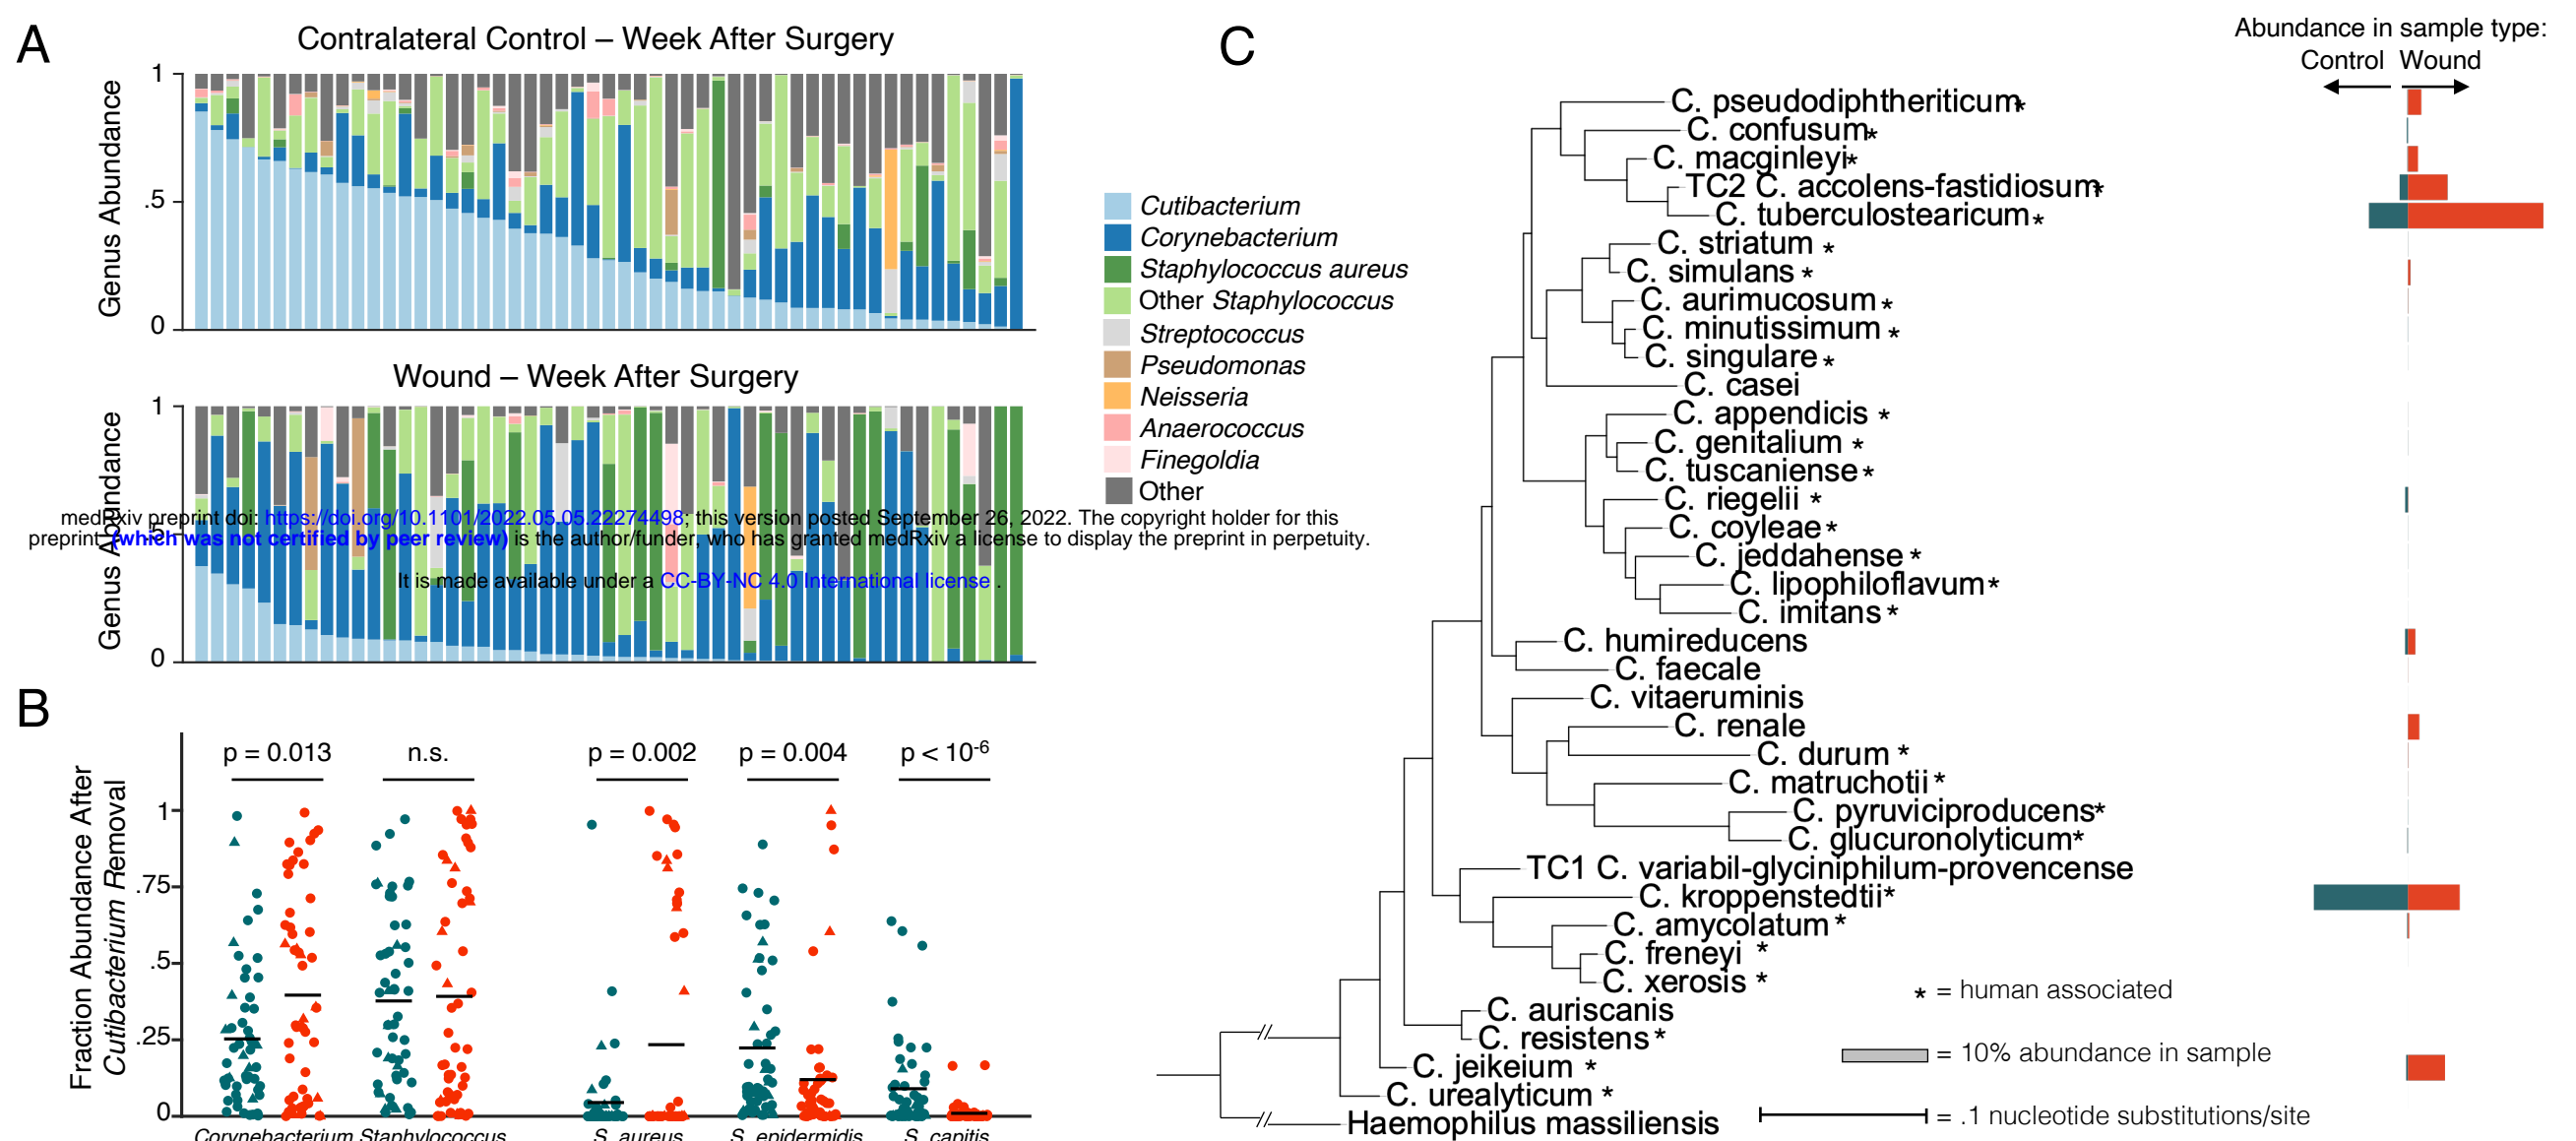 A
Contralateral Control – Week After Surgery
Genus Abundance
1
.5
0
Wound – Week After Surgery
Genus Abundance
1
.5
0
Cutibacterium
Corynebacterium
Staphylococcus aureus
Other Staphylococcus
Streptococcus
Pseudomonas
Neisseria
Anaerococcus
Finegoldia
Other
medRxiv preprint doi: https://doi.org/10.1101/2022.05.05.22274498; this version posted September 26, 2022. The copyright holder for this
preprint (which was not certified by peer review) is the author/funder, who has granted medRxiv a license to display the preprint in perpetuity.
It is made available under a CC-BY-NC 4.0 International license .
B
Fraction Abundance After
Cutibacterium Removal
1
.75
.5
.25
0
p = 0.013
n.s.
p = 0.002
p = 0.004
p < 10-6
Corynebacterium
Staphylococcus
S. aureus
S. epidermidis
S. capitis
C
Abundance in sample type:
Control Wound
C. pseudodiphtheriticum*
C. confusum*
C. macginleyi*
TC2 C. accolens-fastidiosum*
C. tuberculostearicum*
C. striatum *
C. simulans *
C. aurimucosum *
C. minutissimum *
C. singulare *
C. casei
C. appendicis *
C. genitalium *
C. tuscaniense *
C. riegelii *
C. coyleae *
C. jeddahense *
C. lipophiloflavum *
C. imitans *
C. humireducens
C. faecale
C. vitaeruminis
C. renale
C. durum *
C. matruchotii *
C. pyruviciproducens*
C. glucuronolyticum*
TC1 C. variabil-glyciniphilum-provencense
C. kroppenstedtii*
C. amycolatum *
C. freneyi *
C. xerosis *
C. auriscanis
C. resistens *
C. jeikeium *
C. urealyticum *
Haemophilus massiliensis
* = human associated
= 10% abundance in sample
= .1 nucleotide substitutions/site